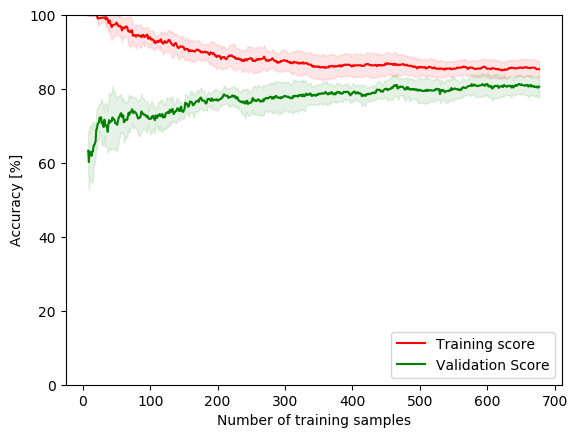 100
80
60
40
20
0
Accuracy [%]
0 100 200 300 400 500 600 700
Number of training samples
Training score
Validation Score